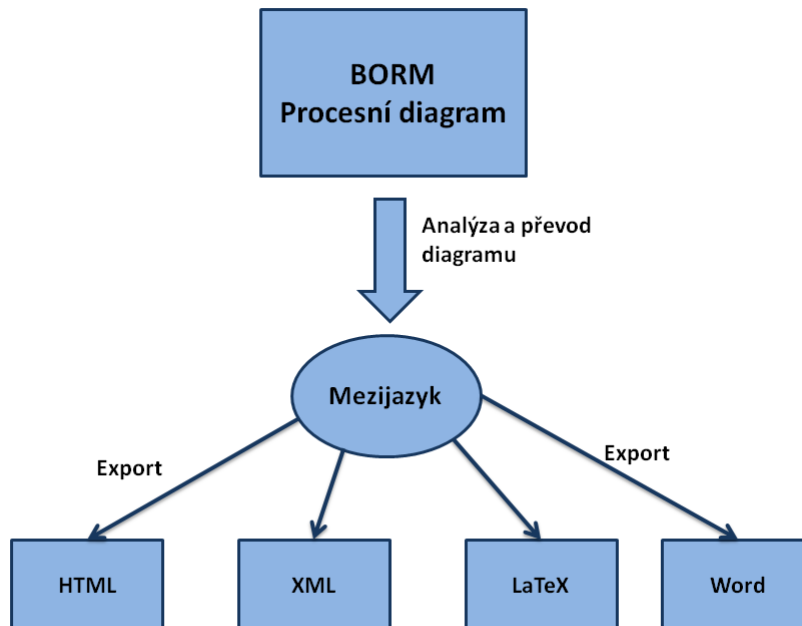 BORM
Procesní diagram
Analýza a převod
diagramu
Mezijazyk
Export
Export
HTML
XML
LaTeX
Word